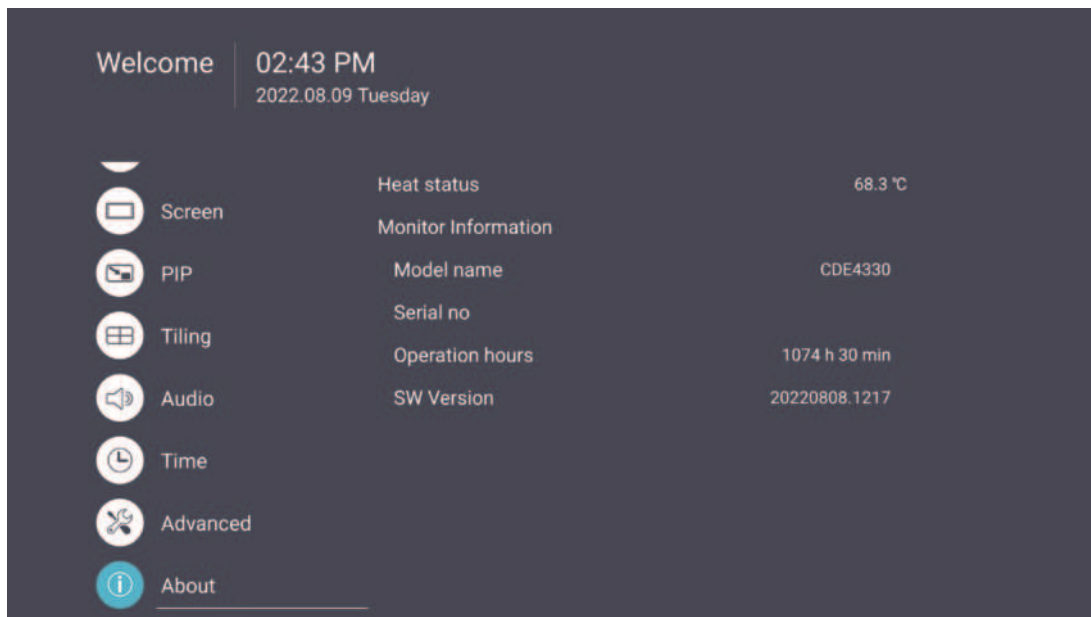 Welcome
02:43 PM
2022.08.09 Tuesday
Screen
PIP
Tiling
Audio
Time
Advanced
About
Heat status 68.3 ℃
Monitor Information
Model name CDE4330
Serial no
Operation hours 1074 h 30 min
SW Version 20220808.1217